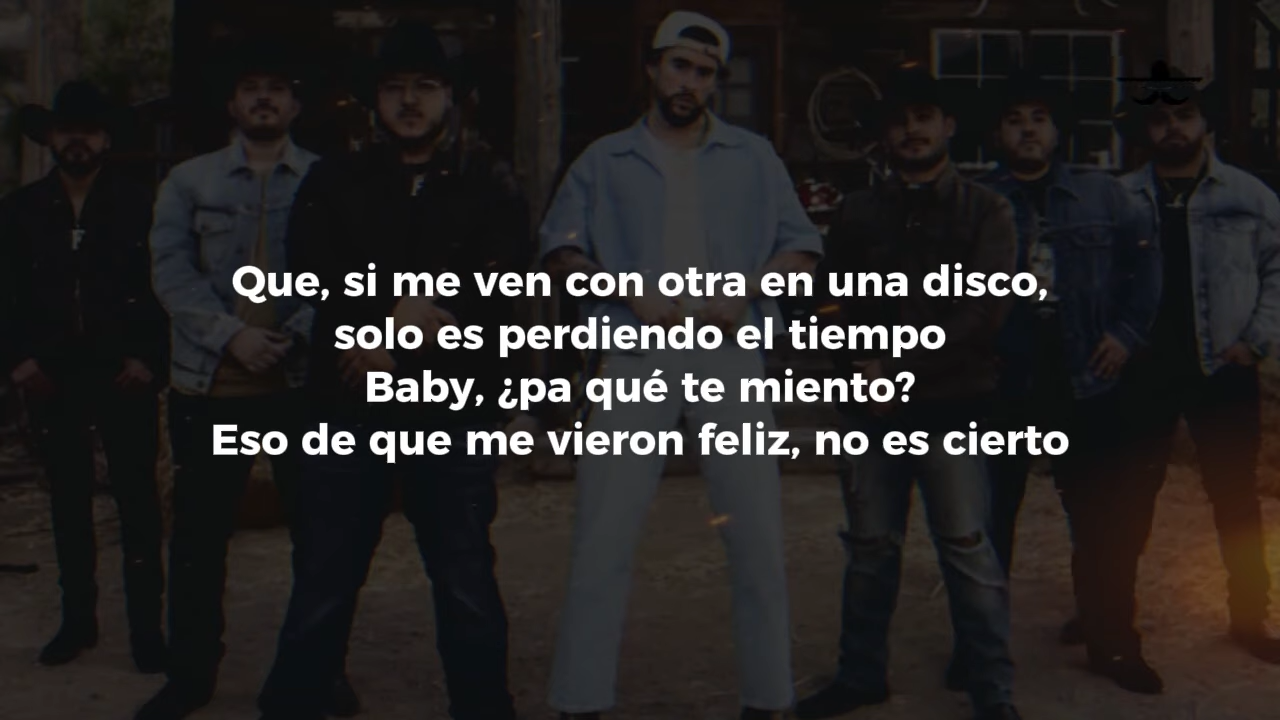 Que, si me ven con otra en una disco,
solo es perdiendo el tiempo
Baby, ¿pa qué te miento?
Eso de que me vieron feliz, no es cierto